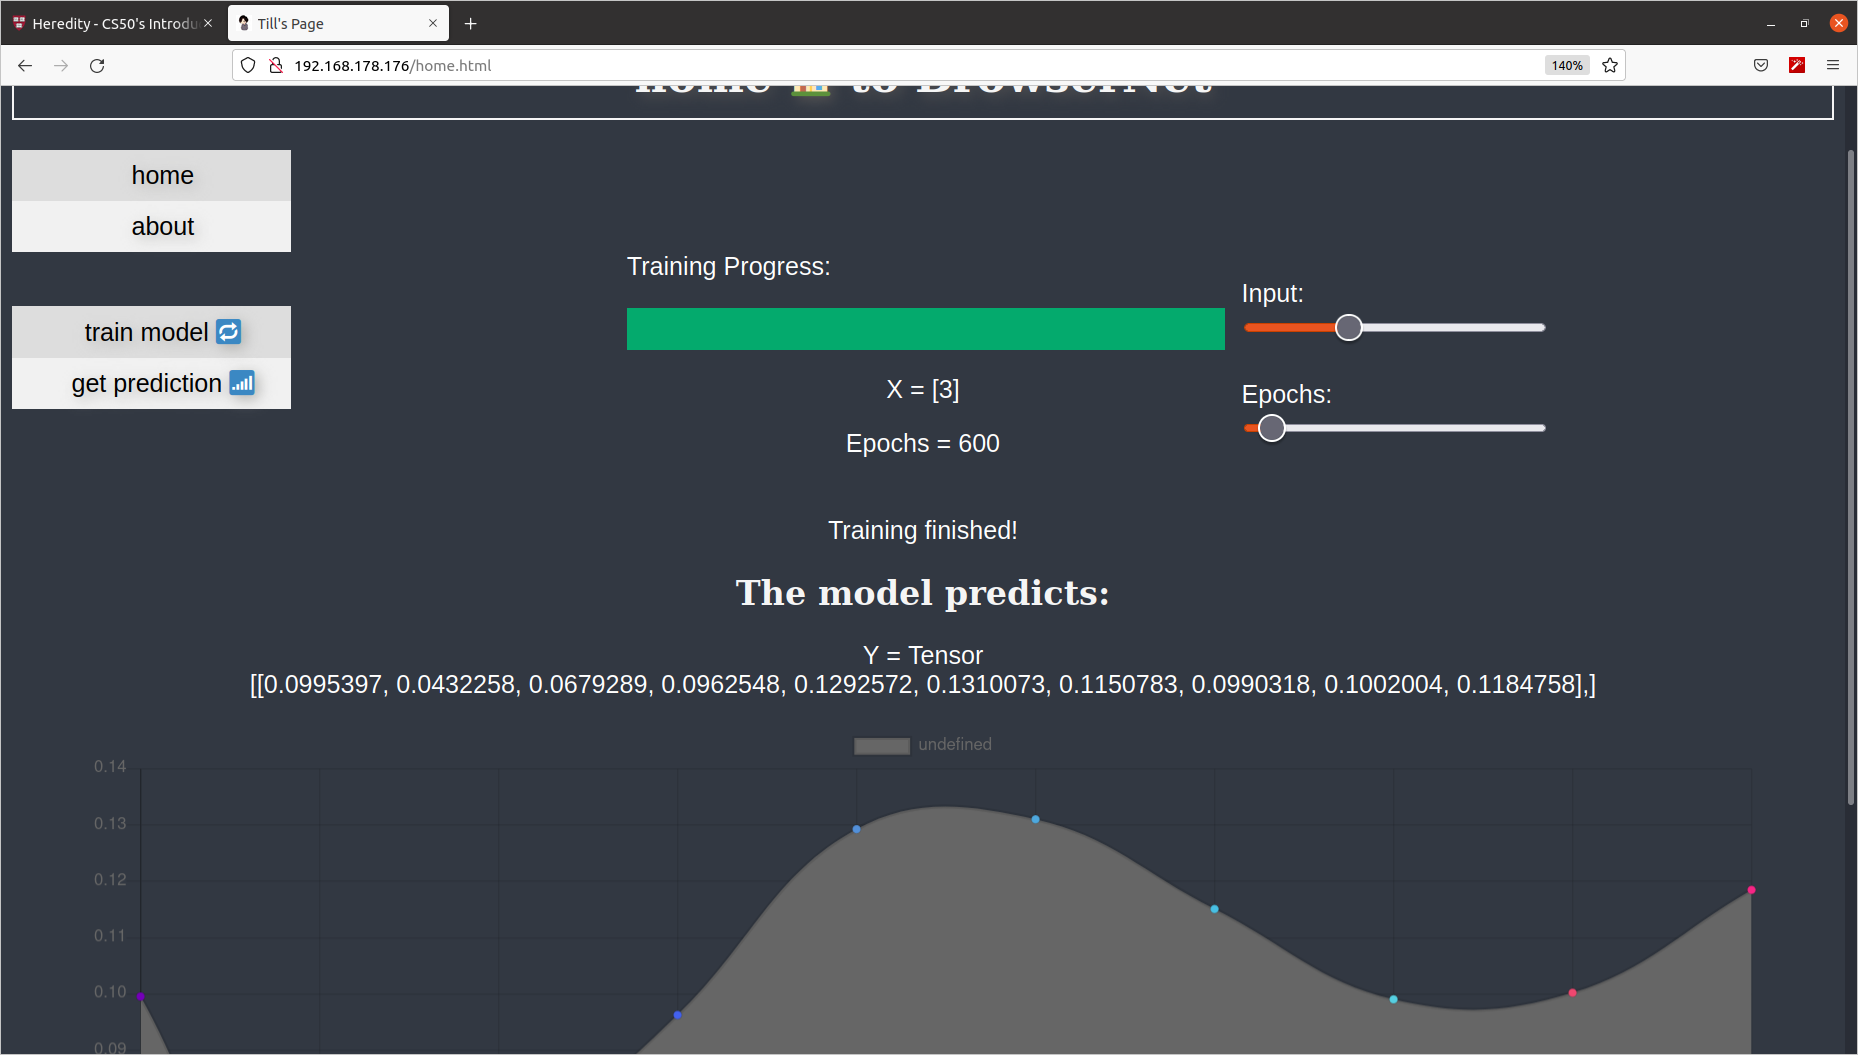 Heredity - CS50's Introdu
Till's Page
192.168.178.176/home.html
140%
home to BrowserNet
home
about
train model
get prediction
Training Progress:
Input:
X = [3]
Epochs:
Epochs = 600
Training finished!
The model predicts:
Y = Tensor
[[0.0995397, 0.0432258, 0.0679289, 0.0962548, 0.1292572, 0.1310073, 0.1150783, 0.0990318, 0.1002004, 0.1184758],]
undefined
0.14
0.13
0.12
0.11
0.10
0.09